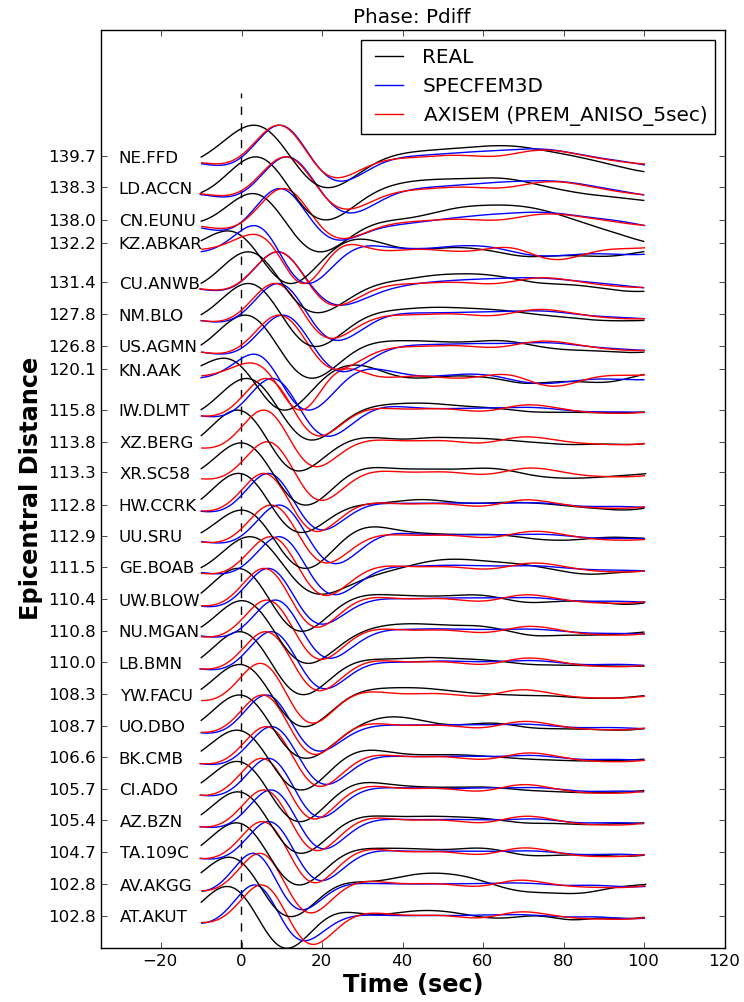 Phase: Pdiff
REAL
SPECFEM3D
AXISEM (PREM_ANISO_5sec)
139.7 NE.FFD
138.3 LD.ACCN
138.0 CN.EUNU
132.2 KZ.ABKAR
131.4 CU.ANWB
127.8 NM.BLO
126.8 US.AGMN
120.1 KN.AAK
115.8 IW.DLMT
113.8 XZ.BERG
113.3 XR.SC58
112.8 HW.CCRK
112.9 UU.SRU
111.5 GE.BOAB
110.4 UW.BLOW
110.8 NU.MGAN
110.0 LB.BMN
108.3 YW.FACU
108.7 UO.DBO
106.6 BK.CMB
105.7 CI.ADO
105.4 AZ.BZN
104.7 TA.109C
102.8 AV.AKGG
102.8 AT.AKUT
Epicentral Distance
−20 0 20 40 60 80 100 120
Time (sec)